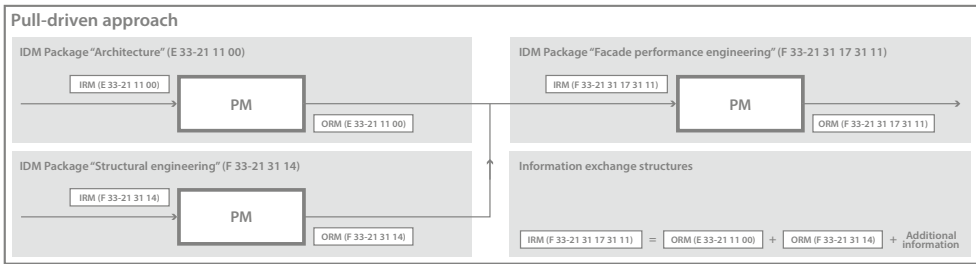 Pull-driven approach
IDM Package “Architecture” (E 33-21 11 00)
IRM (E 33-21 11 00)
PM
ORM (E 33-21 11 00)
IDM Package “Facade performance engineering” (F 33-21 31 17 31 11)
IRM (F 33-21 31 17 31 11)
PM
ORM (F 33-21 31 17 31 11)
IDM Package “Structural engineering” (F 33-21 31 14)
IRM (F 33-21 31 14)
PM
ORM (F 33-21 31 14)
Information exchange structures
IRM (F 33-21 31 17 31 11) = ORM (E 33-21 11 00) + ORM (F 33-21 31 14) + Additional
information